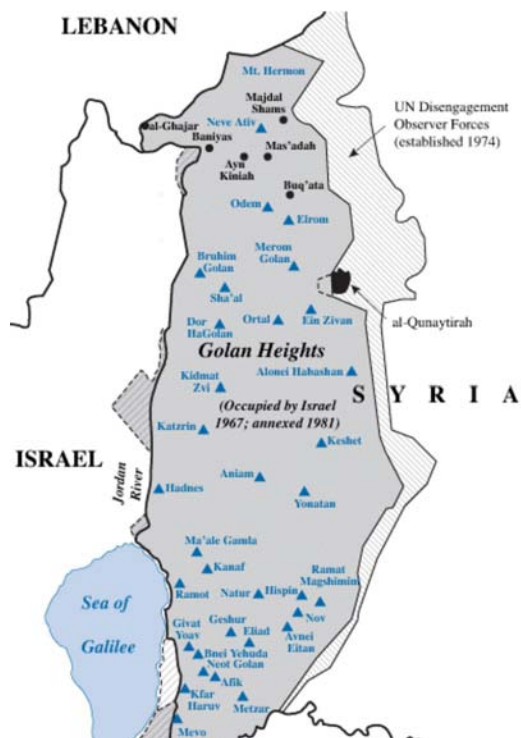 LEBANON
Mt. Hermon
Majdal
Shams
UN Disengagement
Observer Forces
(established 1974)
al-Ghajar
Neve Ativ
Baniyas
Mas'adah
Ayn
Kiniah
Buq'ata
Odem
Elrom
Bruhim
Golan
Merom
Golan
Sha'al
al-Qunaytirah
Ein Zivan
Dor
HaGolan
Ortal
Golan Heights
Alonei Habashan
Kidmat
Zvi
SYRIA
(Occupied by Israel
1967; annexed 1981)
Katzrin
Keshet
ISRAEL
Jordan
River
Aniam
Hadnes
Yonatan
Ma'ale Gamla
Kanaf
Ramat
Magshimim
Ramot
Natur
Hispin
Sea of
Galilee
Nov
Givat
Yoav
Geshur
Eliad
Avnei
Eitan
Bnei Yehuda
Neot Golan
Afik
Kfar
Haruv
Metzar
Mevo